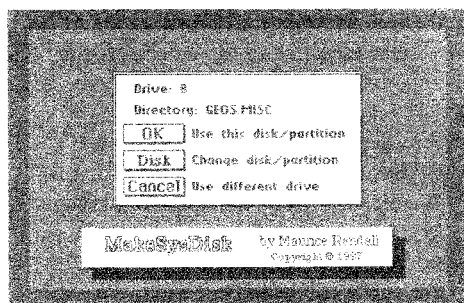 Drive: B
Directory: GEOS.MISC
OK Use this disk/partition
Disk Change disk/partition
Cancel Use different drive
MakeSysDisk by Maurice Randall
Copyright © 1997